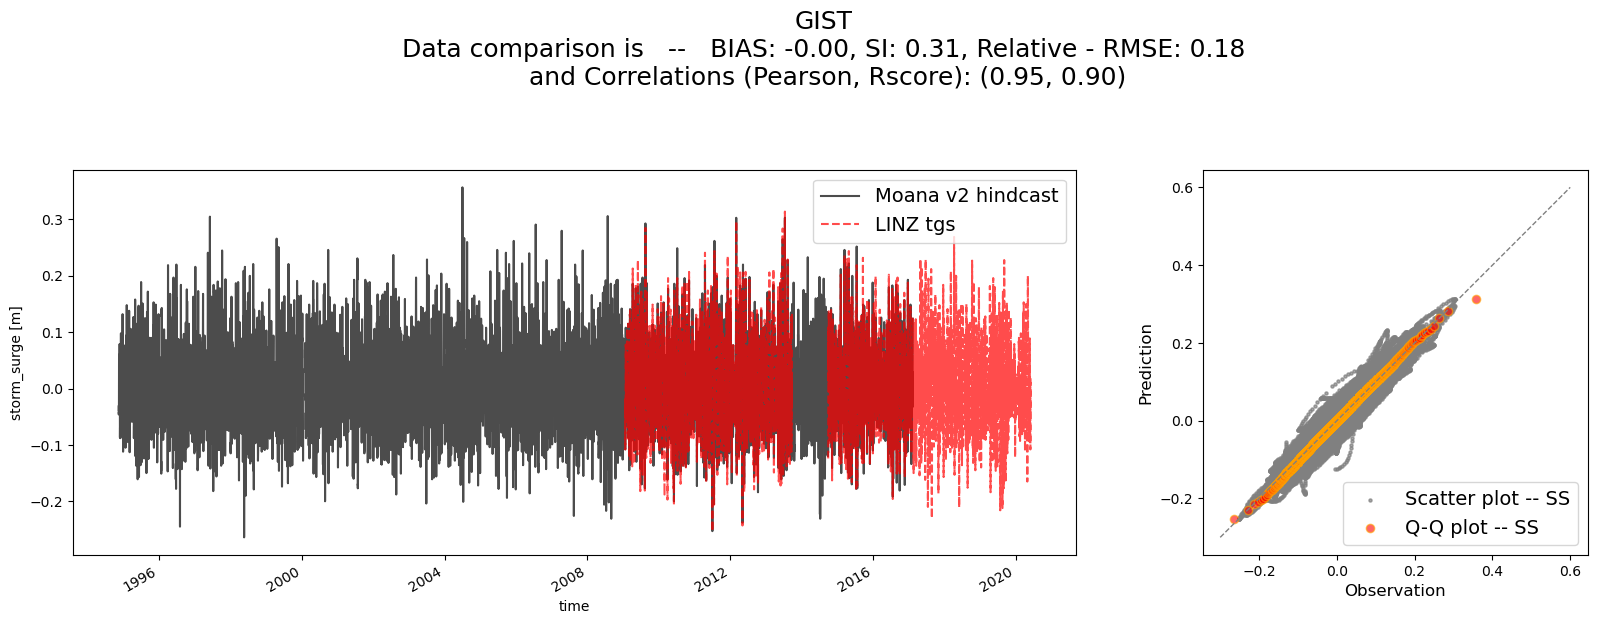 GIST
Data comparison is -- BIAS: -0.00, SI: 0.31, Relative - RMSE: 0.18
and Correlations (Pearson, Rscore): (0.95, 0.90)
storm_surge [m]
0.3
0.2
0.1
0.0
−0.1
−0.2
Moana v2 hindcast
LINZ tgs
1996
2000
2004
2008
2012
2016
2020
time
Prediction
0.6
0.4
0.2
0.0
−0.2
Scatter plot -- SS
Q-Q plot -- SS
−0.2
0.0
0.2
0.4
0.6
Observation